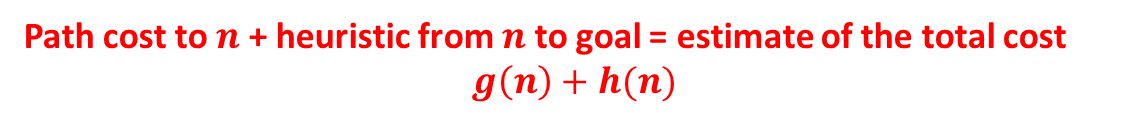 Path cost to n + heuristic from n to goal = estimate of the total cost
g(n) + h(n)